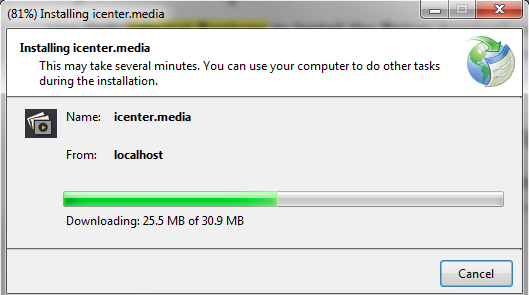 (81%) Installing icenter.media
Installing icenter.media
This may take several minutes. You can use your computer to do other tasks
during the installation.
Name: icenter.media
From: localhost
Downloading: 25.5 MB of 30.9 MB
Cancel